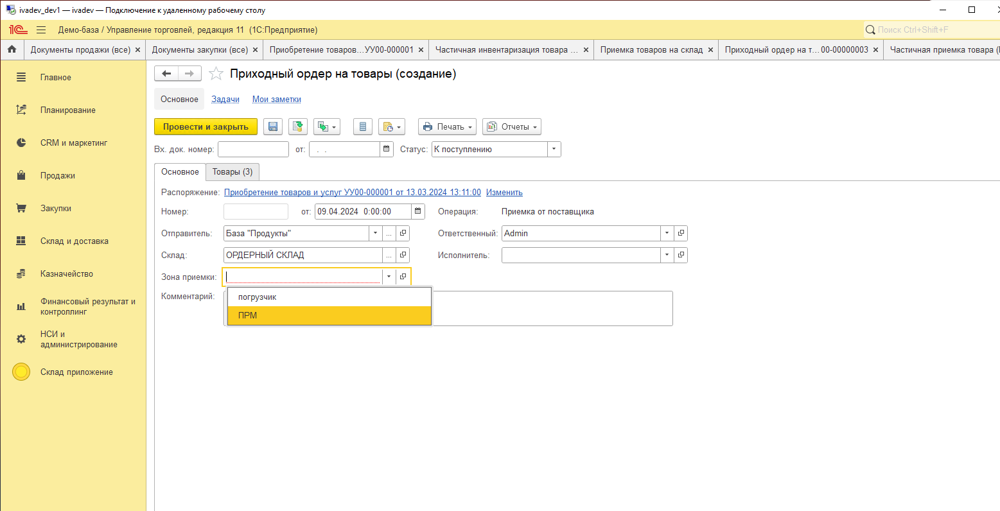 ivadev_dev1 — ivadev — Подключение к удаленному рабочему столу
1С Демо-база / Управление торговлей, редакция 11 (1С:Предприятие) Поиск Ctrl+Shift+F
Документы продажи (все) × Документы закупки (все) × Приобретение товаров...УУ00-000001 × Частичная инвентаризация товара ... × Приемка товаров на склад × Приходный ордер на т... 00-00000003 × Частичная приемка товара (
Главное
Планирование
CRM и маркетинг
Продажи
Закупки
Склад и доставка
Казначейство
Финансовый результат и
контроллинг
НСИ и
администрирование
Склад приложение
Приходный ордер на товары (создание)
Основное Задачи Мои заметки
Провести и закрыть Печать Отчеты
Вх. док. номер: от: . . Статус: К поступлению
Основное Товары (3)
Распоряжение: Приобретение товаров и услуг УУ00-000001 от 13.03.2024 13:11:00 Изменить
Номер: от: 09.04.2024 0:00:00 Операция: Приемка от поставщика
Отправитель: База "Продукты" ... Ответственный: Admin
Склад: ОРДЕРНЫЙ СКЛАД ... Исполнитель:
Зона приемки:
Комментарий:
погрузчик
ПРМ